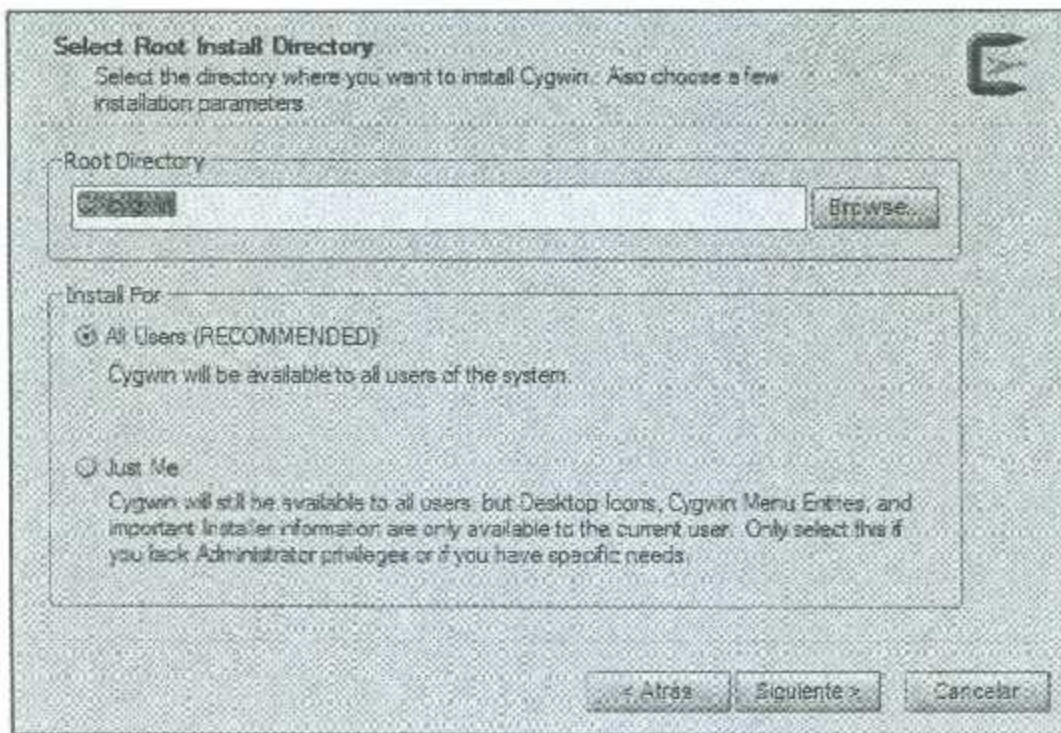 Select Root Install Directory
Select the directory where you want to install Cygwin. Also choose a few
installation parameters.
Root Directory
Browse...
Install For
All Users (RECOMMENDED)
Cygwin will be available to all users of the system.
Just Me
Cygwin will still be available to all users, but Desktop Icons, Cygwin Menu Entries, and
important Installer information are only available to the current user. Only select this if
you lack Administrator privileges or if you have specific needs.
< Atrás
Siguiente >
Cancelar